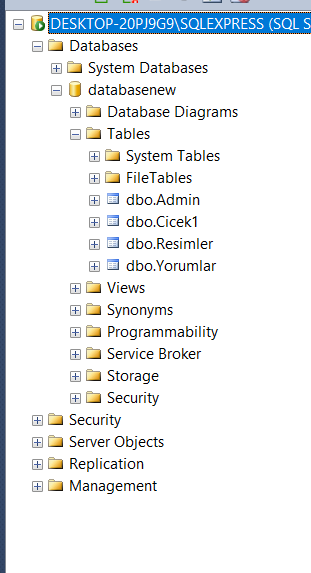 DESKTOP-20PJ9G9\SQLEXPRESS (SQL S
Databases
System Databases
databasenew
Database Diagrams
Tables
System Tables
FileTables
dbo.Admin
dbo.Cicek1
dbo.Resimler
dbo.Yorumlar
Views
Synonyms
Programmability
Service Broker
Storage
Security
Security
Server Objects
Replication
Management